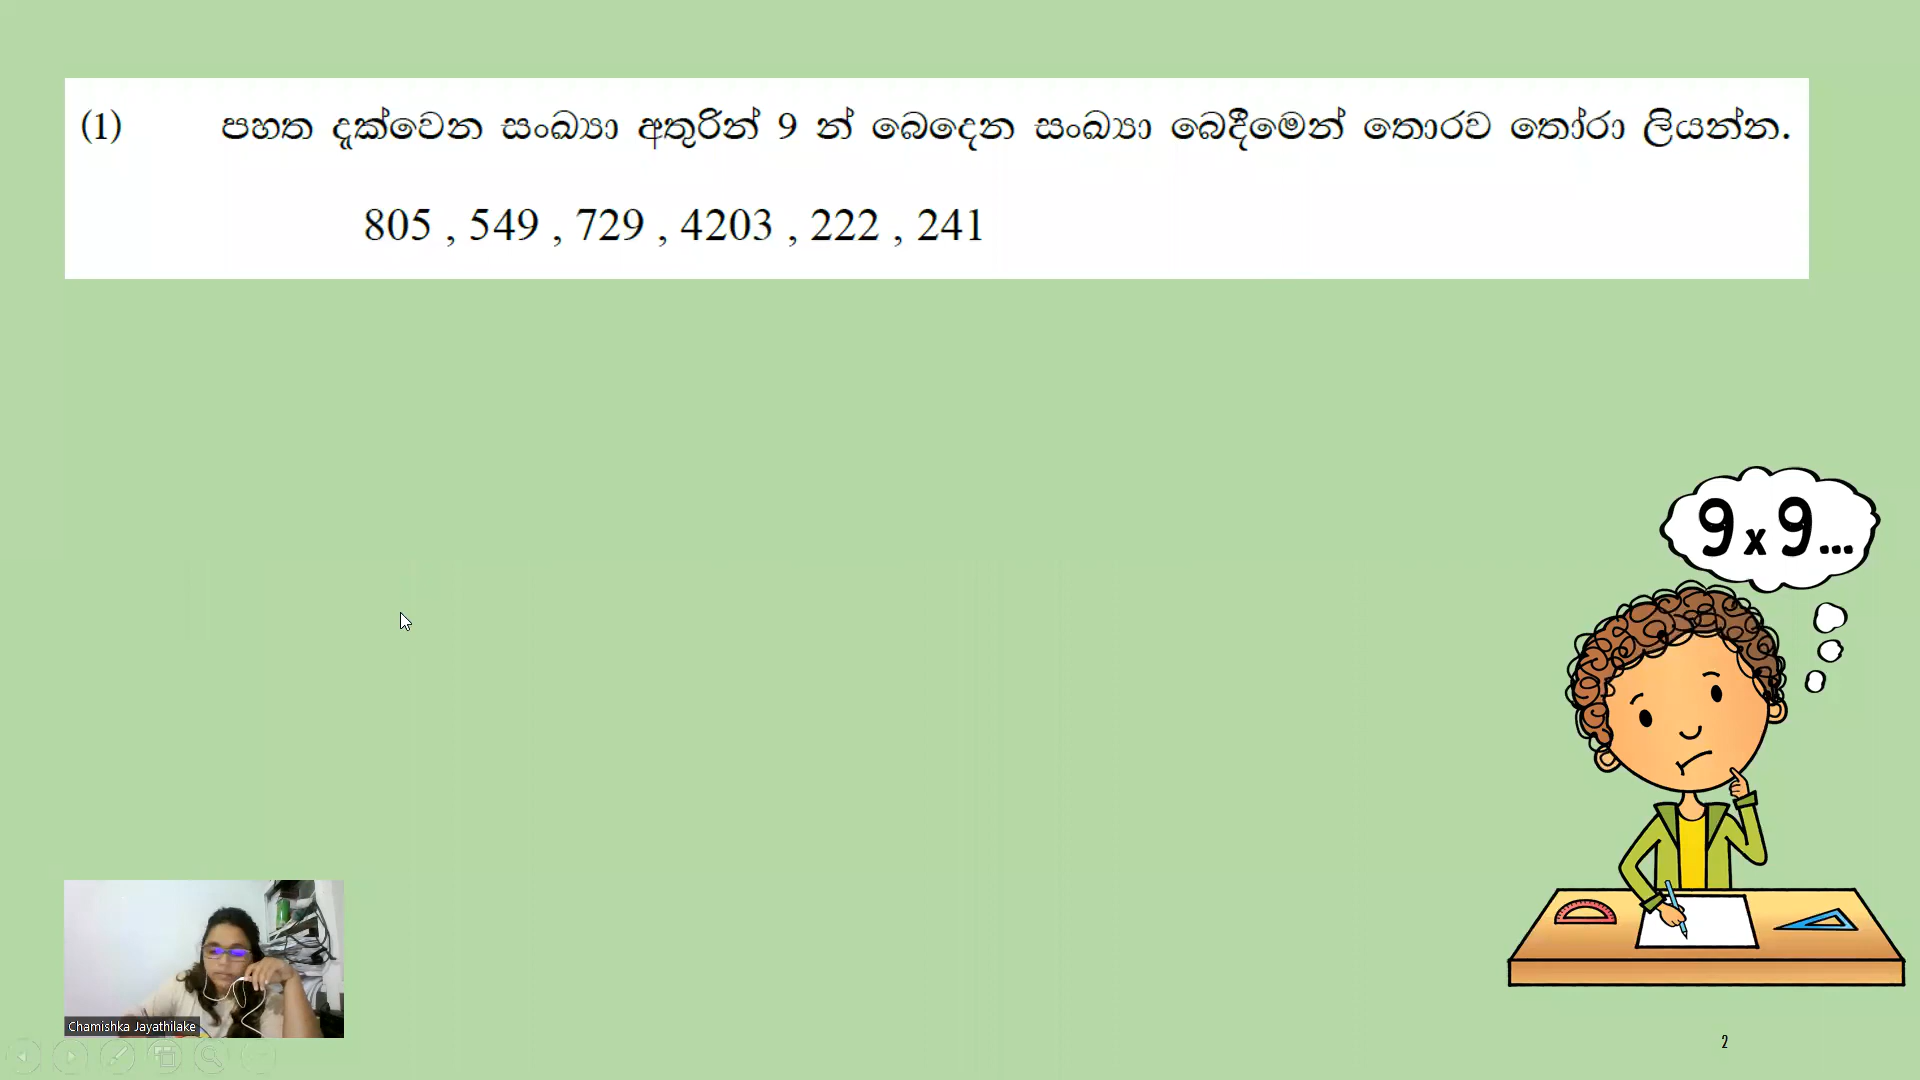 (1) පහත දැක්වෙන සංඛ්‍යා අතුරින් 9 න් බෙදෙන සංඛ්‍යා බෙදීමෙන් තොරව තෝරා ලියන්න.
805 , 549 , 729 , 4203 , 222 , 241
9 x 9...
Chamishka Jayathilake
2